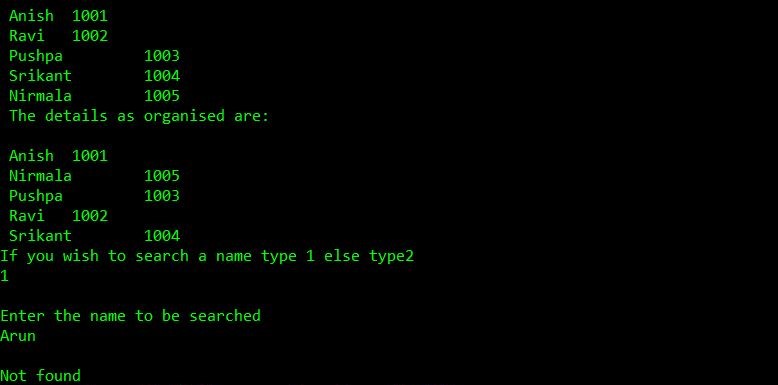 Anish 1001
Ravi 1002
Pushpa 1003
Srikant 1004
Nirmala 1005
The details as organised are:
Anish 1001
Nirmala 1005
Pushpa 1003
Ravi 1002
Srikant 1004
If you wish to search a name type 1 else type2
1
Enter the name to be searched
Arun
Not found